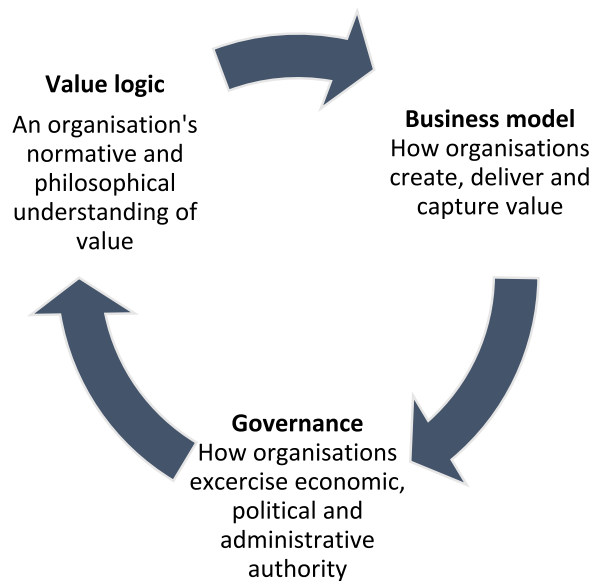 Value logic
An organisation's
normative and
philosophical
understanding of
value
Business model
How organisations
create, deliver and
capture value
Governance
How organisations
excercise economic,
political and
administrative
authority